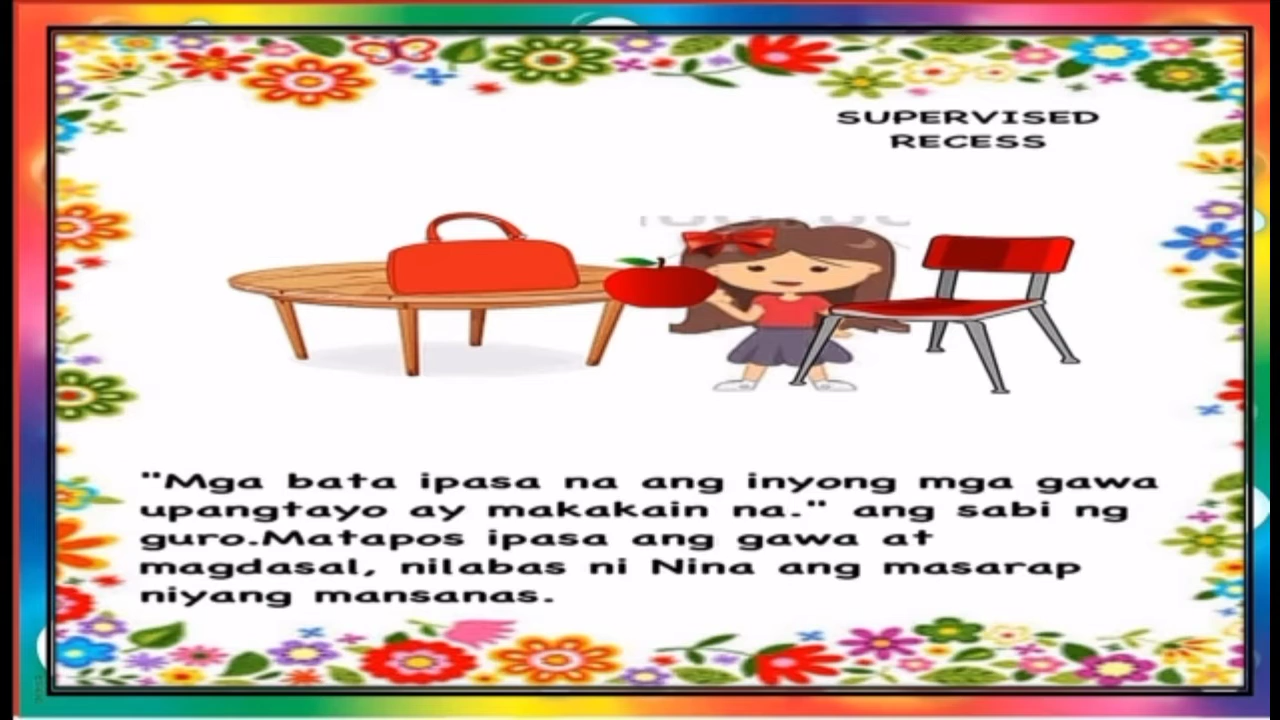 SUPERVISED
RECESS
"Mga bata ipasa na ang inyong mga gawa
upangtayo ay makakain na." ang sabi ng
guro.Matapos ipasa ang gawa at
magdasal, nilabas ni Nina ang masarap
niyang mansanas.